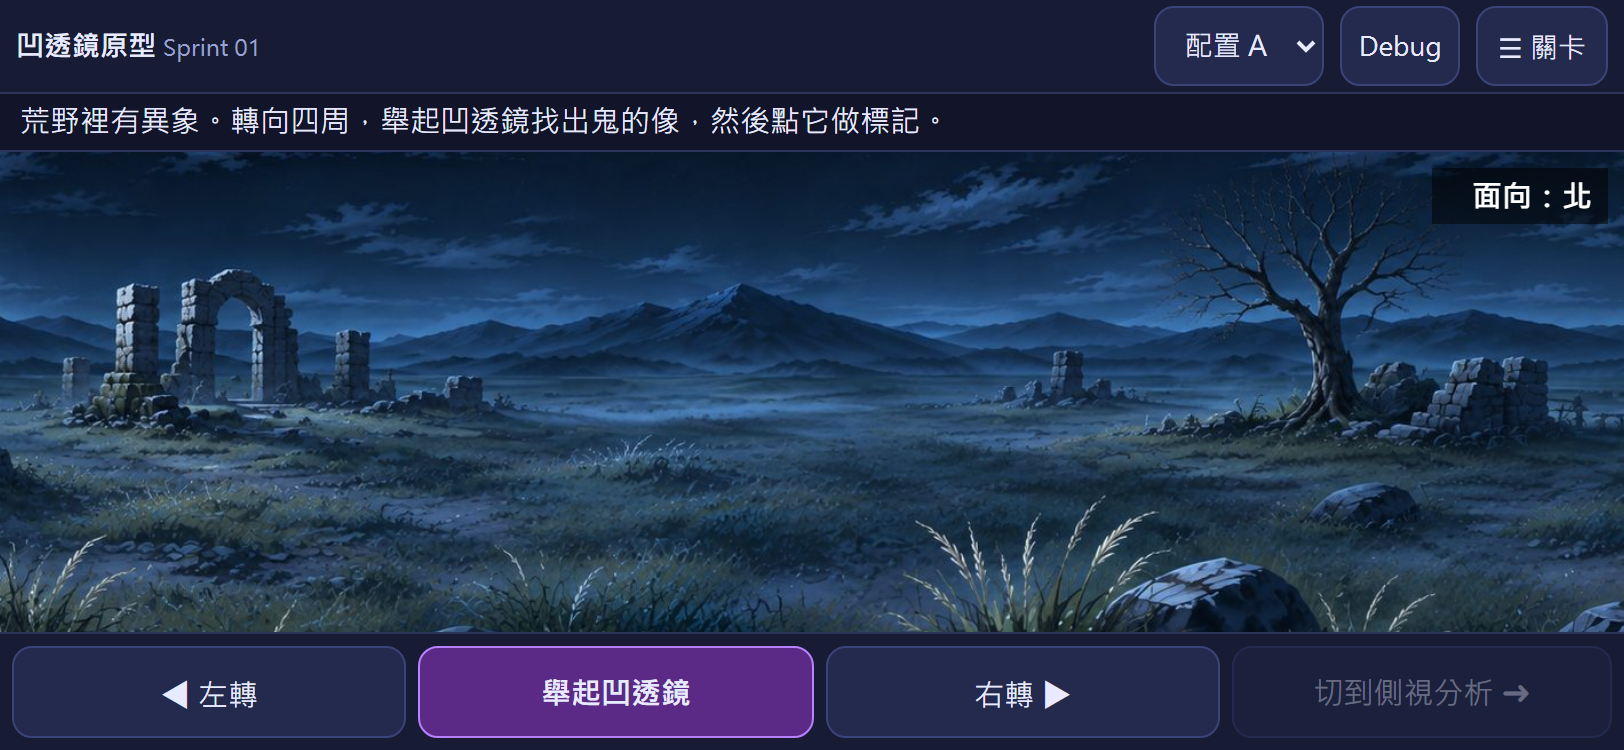 凹透鏡原型 Sprint 01
配置 A
Debug
☰ 關卡
荒野裡有異象。轉向四周，舉起凹透鏡找出鬼的像，然後點它做標記。
面向：北
◀ 左轉
舉起凹透鏡
右轉 ▶
切到側視分析 ➜